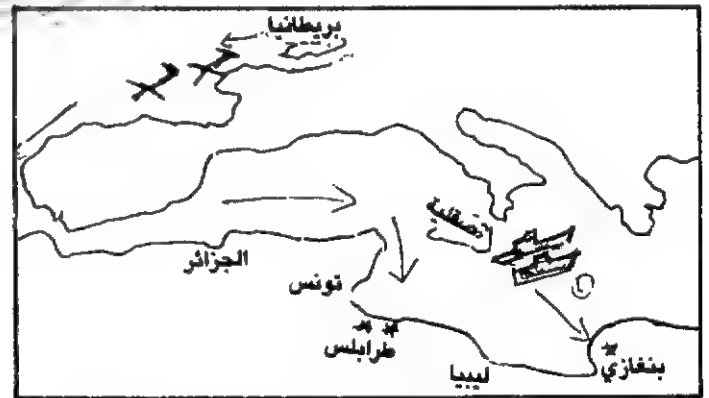 بريطانيا
صقلية
الجزائر
تونس
طرابلس
ليبيا
بنغازي